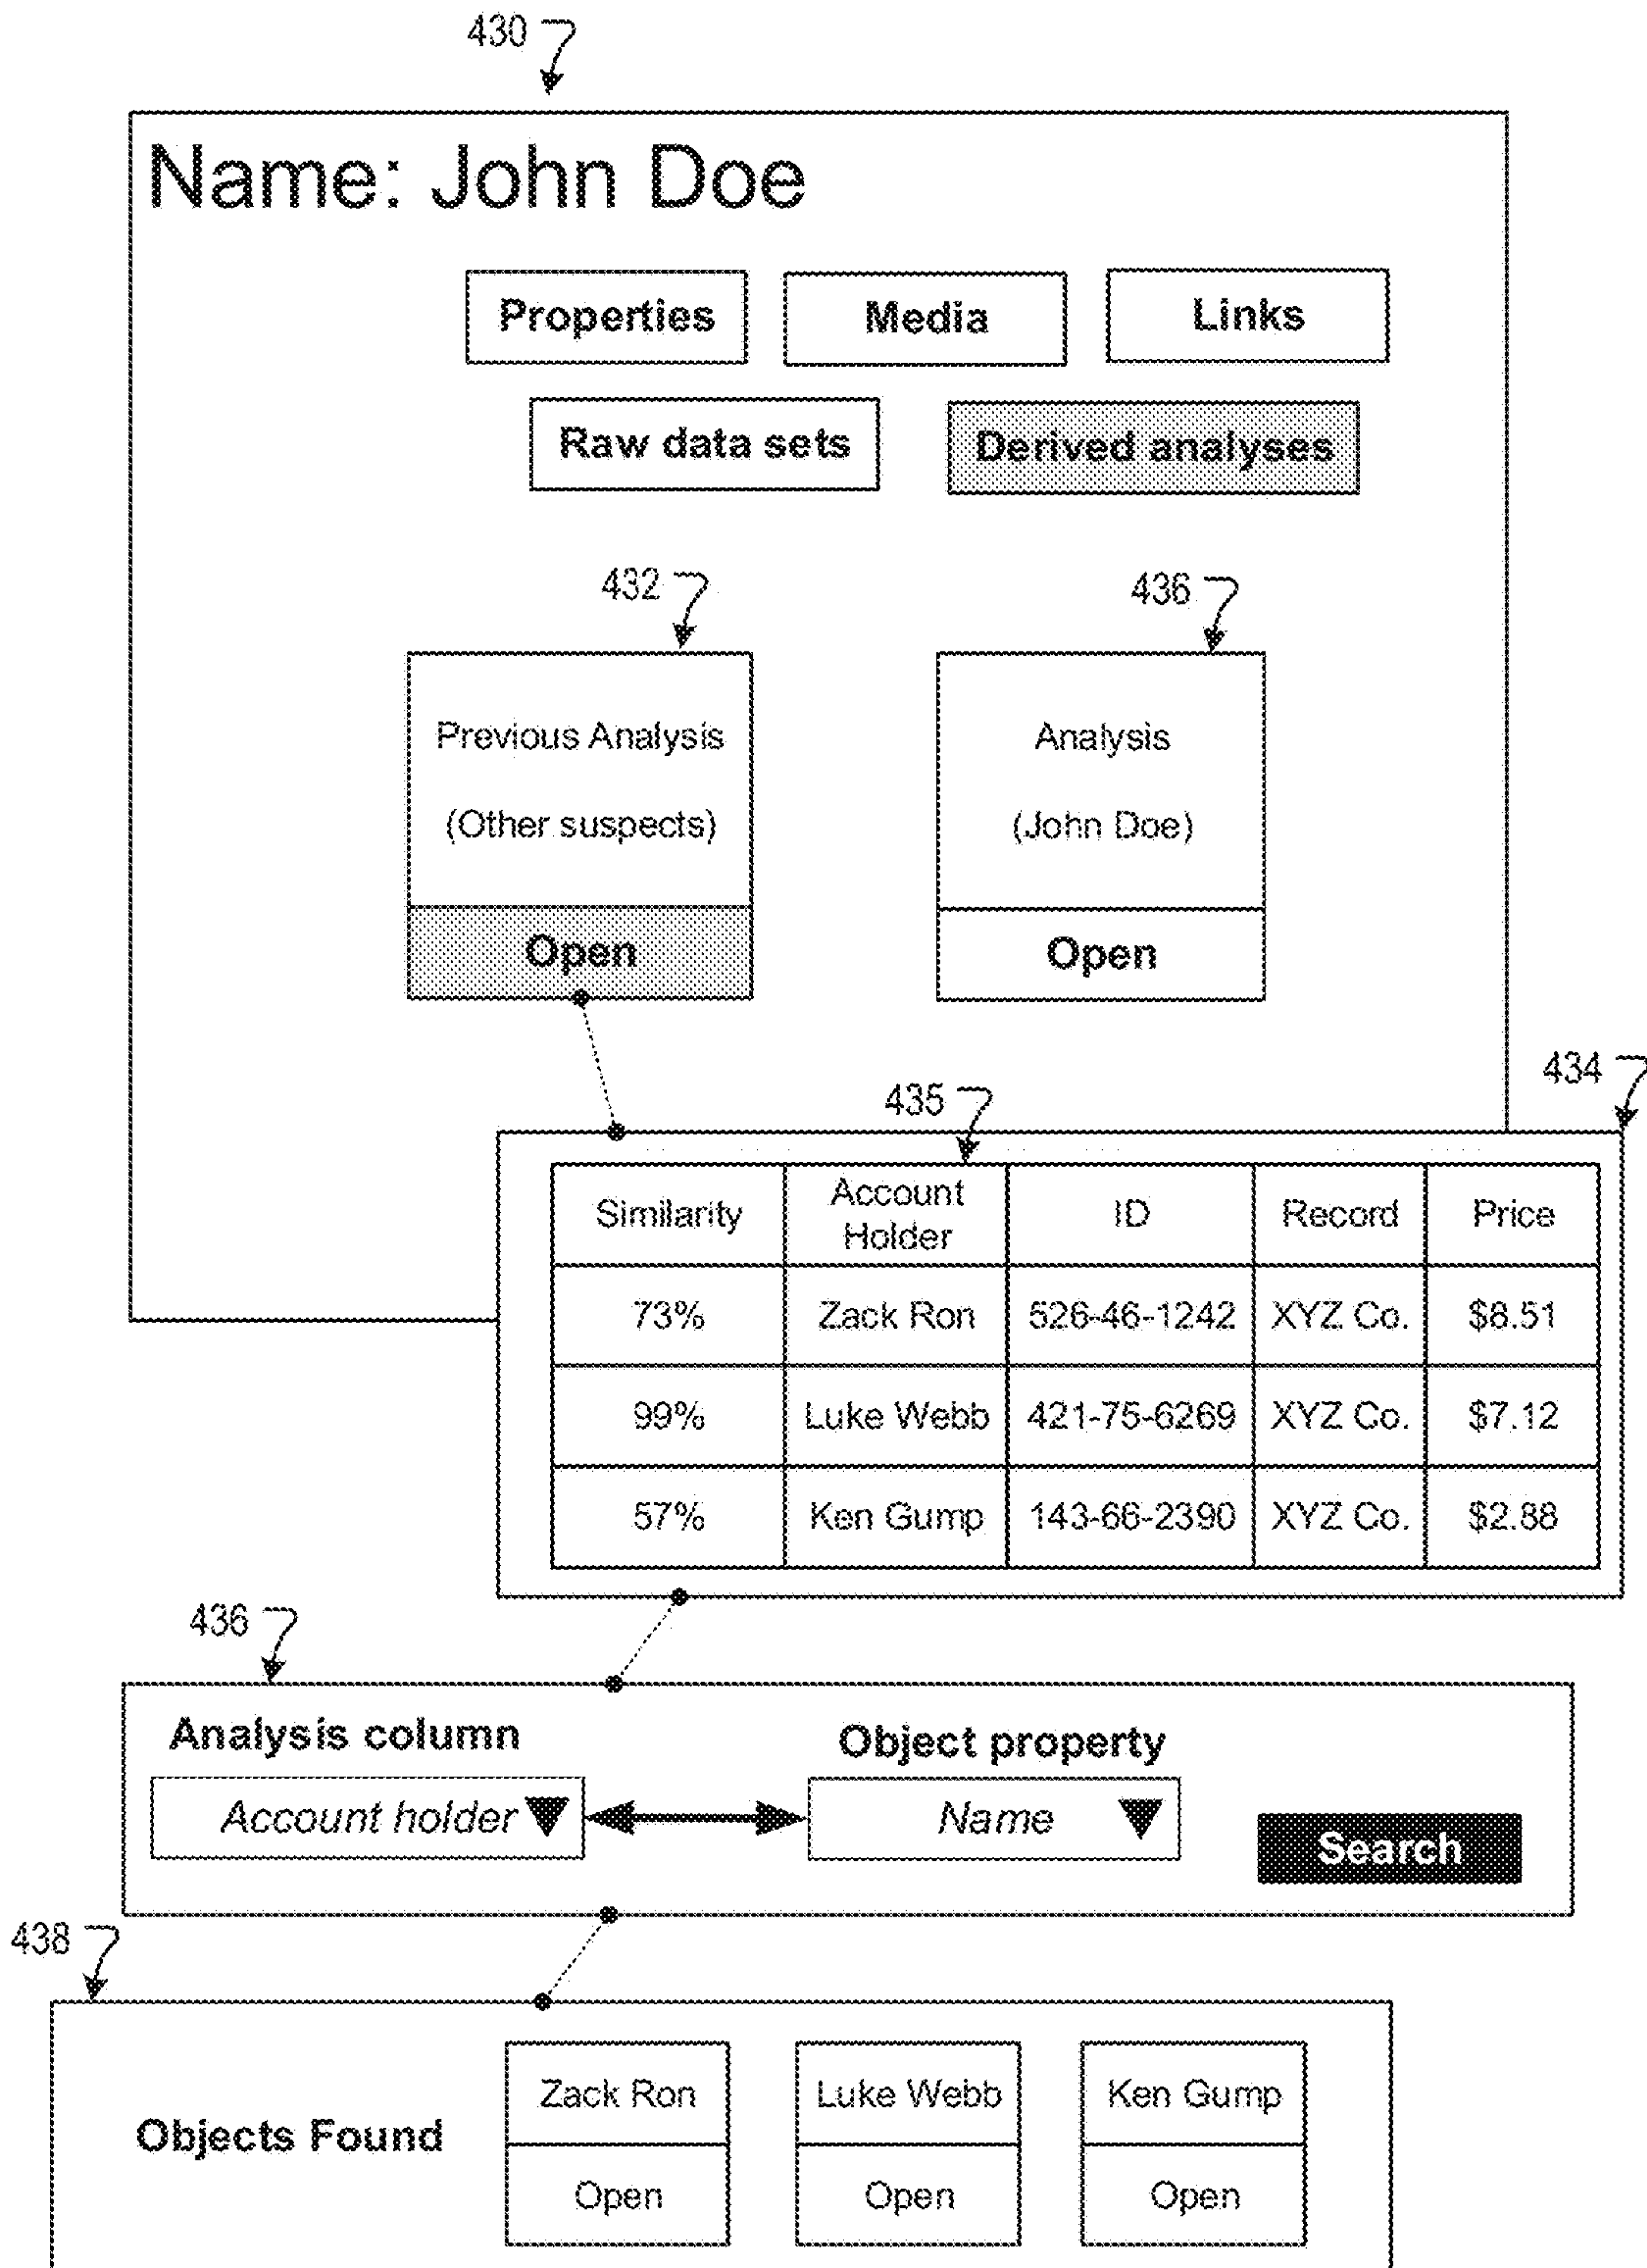 430
Name: John Doe
Properties
Media
Links
Raw data sets
Derived analyses
432
436
Previous Analysis
(Other suspects)
Open
Analysis
(John Doe)
Open
434
435
Similarity
Account
Holder
ID
Record
Price
73%
Zack Ron
526-46-1242
XYZ Co.
$8.51
99%
Luke Webb
421-75-6269
XYZ Co.
$7.12
57%
Ken Gump
143-66-2390
XYZ Co.
$2.88
436
Analysis column
Object property
Account holder
Name
Search
438
Objects Found
Zack Ron
Open
Luke Webb
Open
Ken Gump
Open